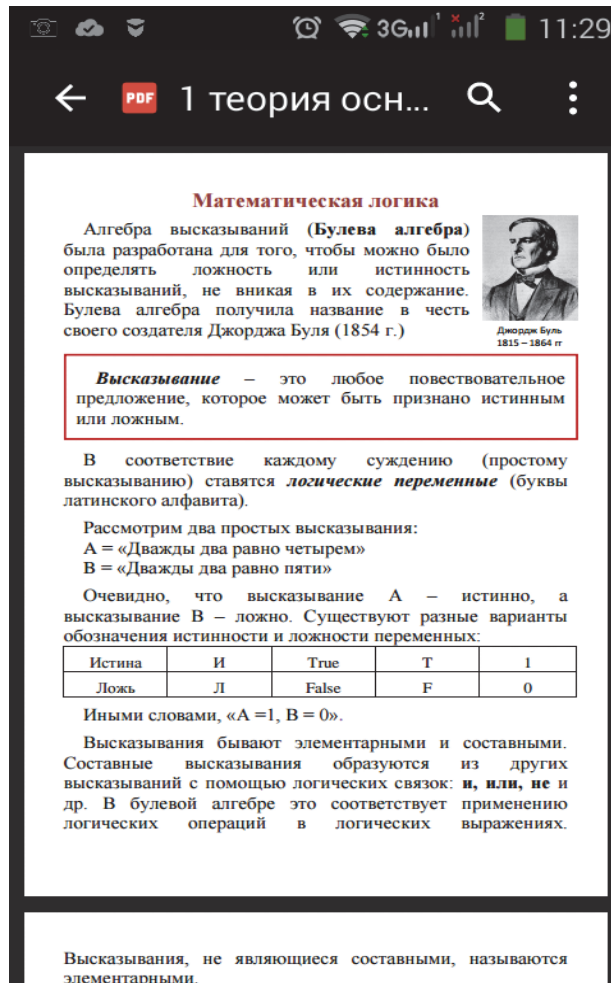 3G 1 2 11:29
PDF 1 теория осн...
Математическая логика
Алгебра высказываний (Булева алгебра)
была разработана для того, чтобы можно было
определять ложность или истинность
высказываний, не вникая в их содержание.
Булева алгебра получила название в честь
своего создателя Джорджа Буля (1854 г.)
Джордж Буль
1815 – 1864 гг
Высказывание – это любое повествовательное
предложение, которое может быть признано истинным
или ложным.
В соответствие каждому суждению (простому
высказыванию) ставятся логические переменные (буквы
латинского алфавита).
Рассмотрим два простых высказывания:
А = «Дважды два равно четырем»
В = «Дважды два равно пяти»
Очевидно, что высказывание А – истинно, а
высказывание В – ложно. Существуют разные варианты
обозначения истинности и ложности переменных:
Истина И True T 1
Ложь Л False F 0
Иными словами, «А =1, В = 0».
Высказывания бывают элементарными и составными.
Составные высказывания образуются из других
высказываний с помощью логических связок: и, или, не и
др. В булевой алгебре это соответствует применению
логических операций в логических выражениях.
Высказывания, не являющиеся составными, называются
элементарными.